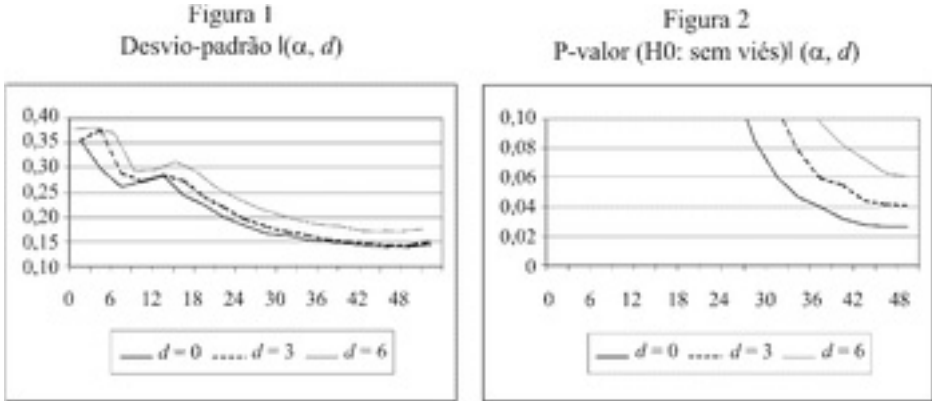 Figura 1
Desvio-padrão |(α, d)
0,40
0,35
0,30
0,25
0,20
0,15
0,10
0 6 12 18 24 30 36 42 48
d = 0 d = 3 d = 6
Figura 2
P-valor (H0: sem viés)| (α, d)
0,10
0,08
0,06
0,04
0,02
0
0 6 12 18 24 30 36 42 48
d = 0 d = 3 d = 6